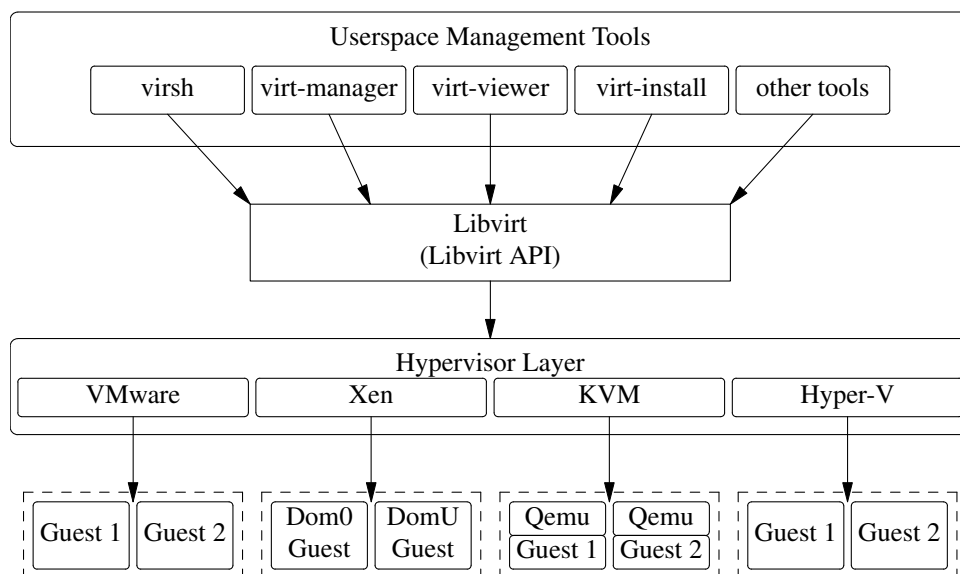 Userspace Management Tools
virsh
virt-manager
virt-viewer
virt-install
other tools
Libvirt
(Libvirt API)
Hypervisor Layer
VMware
Xen
KVM
Hyper-V
Guest 1
Guest 2
Dom0
Guest
DomU
Guest
Qemu
Guest 1
Qemu
Guest 2
Guest 1
Guest 2